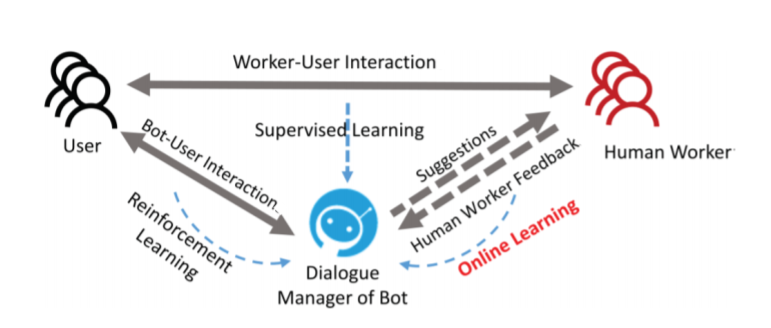 Worker-User Interaction
User
Bot-User Interaction
Supervised Learning
Suggestions
Human Worker
Human Worker Feedback
Reinforcement
Learning
Online Learning
Dialogue
Manager of Bot